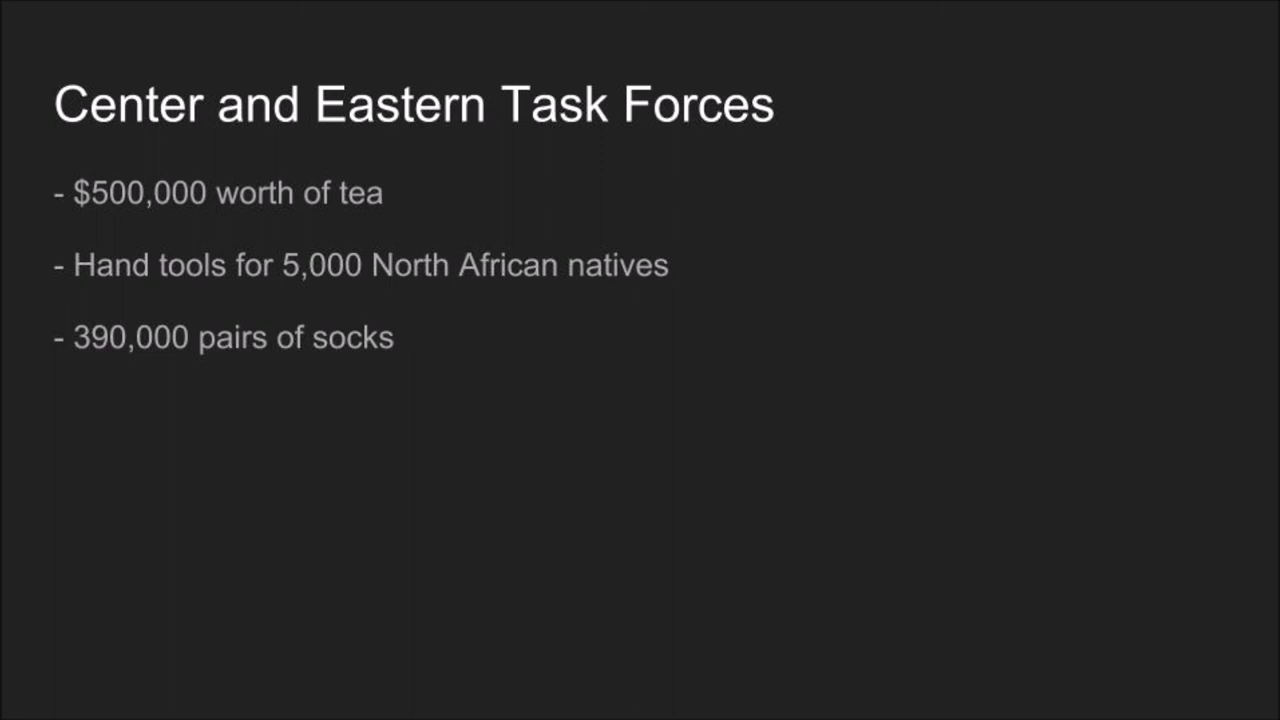 Center and Eastern Task Forces
- $500,000 worth of tea
- Hand tools for 5,000 North African natives
- 390,000 pairs of socks